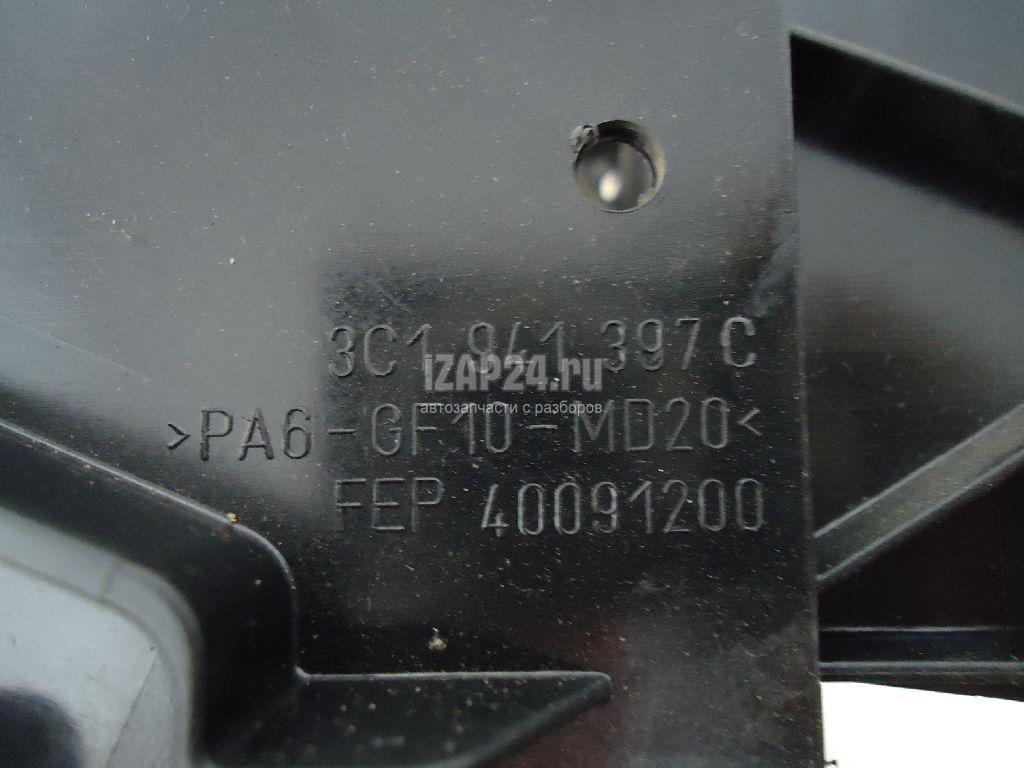 3C1 941 397 C
iZAP24.ru
автозапчасти с разборов
>PA6-GF10-MD20<
FEP 40091200